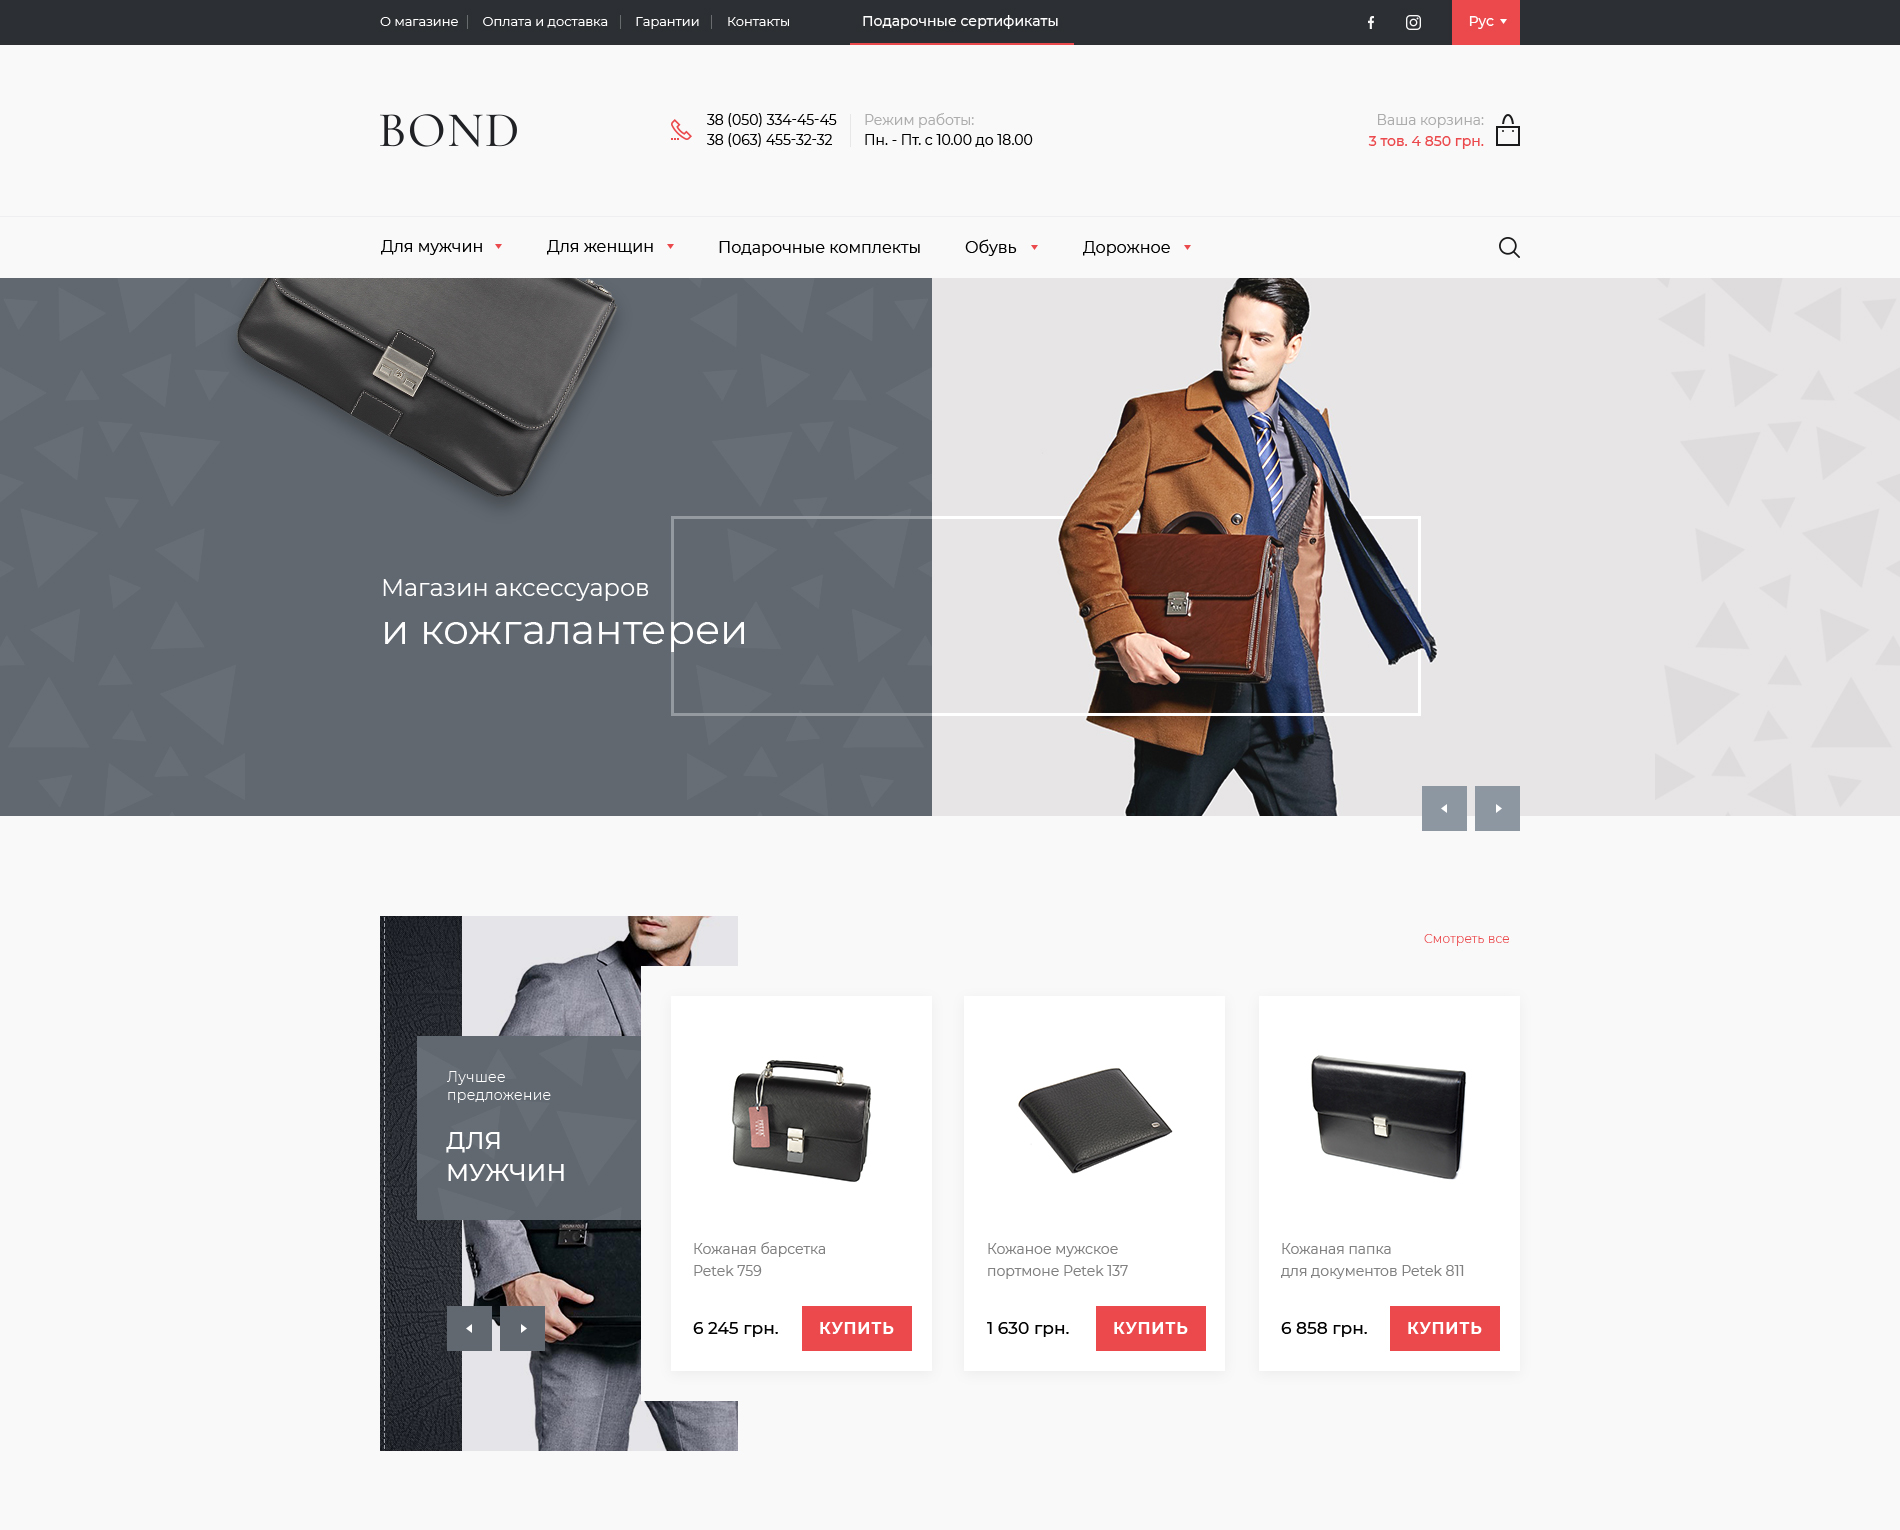 О магазине
Оплата и доставка
Гарантии
Контакты
Подарочные сертификаты
Рус
BOND
38 (050) 334-45-45
38 (063) 455-32-32
Режим работы:
Пн. - Пт. с 10.00 до 18.00
Ваша корзина:
3 тов. 4 850 грн.
Для мужчин
Для женщин
Подарочные комплекты
Обувь
Дорожное
Магазин аксессуаров
и кожгалантереи
Смотреть все
Лучшее
предложение
ДЛЯ
МУЖЧИН
Кожаная барсетка
Petek 759
6 245 грн.
КУПИТЬ
Кожаное мужское
портмоне Petek 137
1 630 грн.
КУПИТЬ
Кожаная папка
для документов Petek 811
6 858 грн.
КУПИТЬ